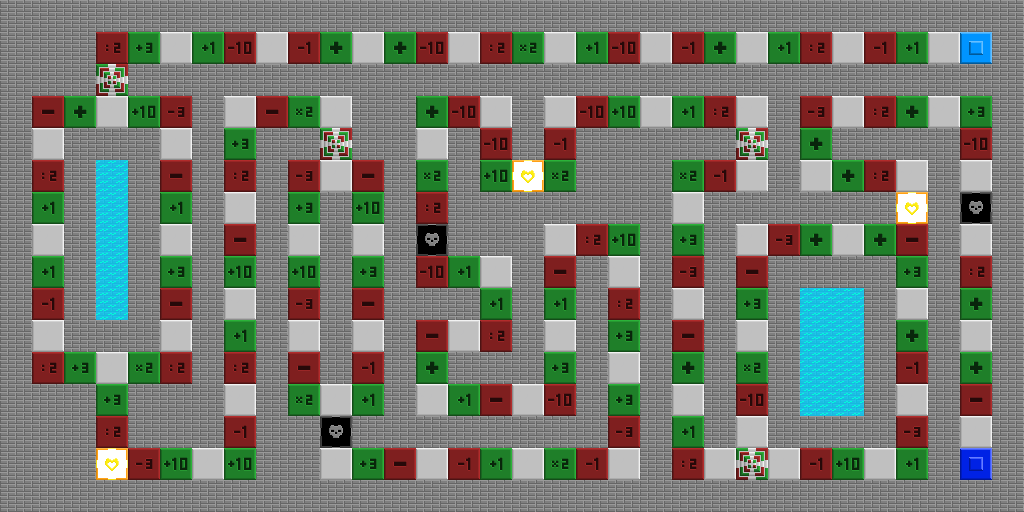 :2 +3 +1 -10 -1 + + -10 :2 ×2 +1 -10 -1 + +1 :2 -1 +1
- + +10 -3 - ×2 + -10 -10 +10 +1 :2 -3 :2 + +3
+3 -10 -1 + -10
:2 - :2 -3 - ×2 +10 ×2 ×2 -1 + :2
+1 +1 +3 +10 :2
- :2 +10 +3 -3 + + -
+1 +3 +10 +10 +3 -10 +1 - -3 - +3 :2
-1 - -3 - +1 +1 :2 +3 +
+1 - :2 +3 - +
:2 +3 ×2 :2 :2 - -1 + +3 + ×2 -1 +
+3 ×2 +1 +1 - -10 +3 -10 -
:2 -1 -3 +1 -3
-3 +10 +10 +3 - -1 +1 ×2 -1 :2 -1 +10 +1